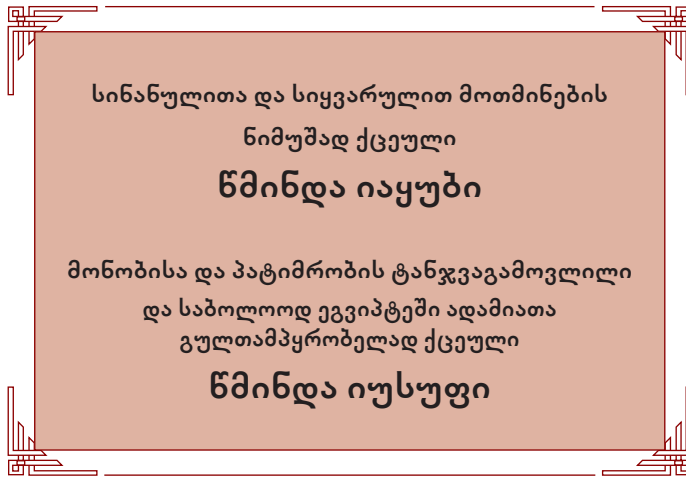 სინანულითა და სიყვარულით მოთმინების
ნიმუშად ქცეული
წმინდა იაყუბი
მონობისა და პატიმრობის ტანჯვაგამოვლილი
და საბოლოოდ ეგვიპტეში ადამიათა
გულთამპყრობელად ქცეული
წმინდა იუსუფი